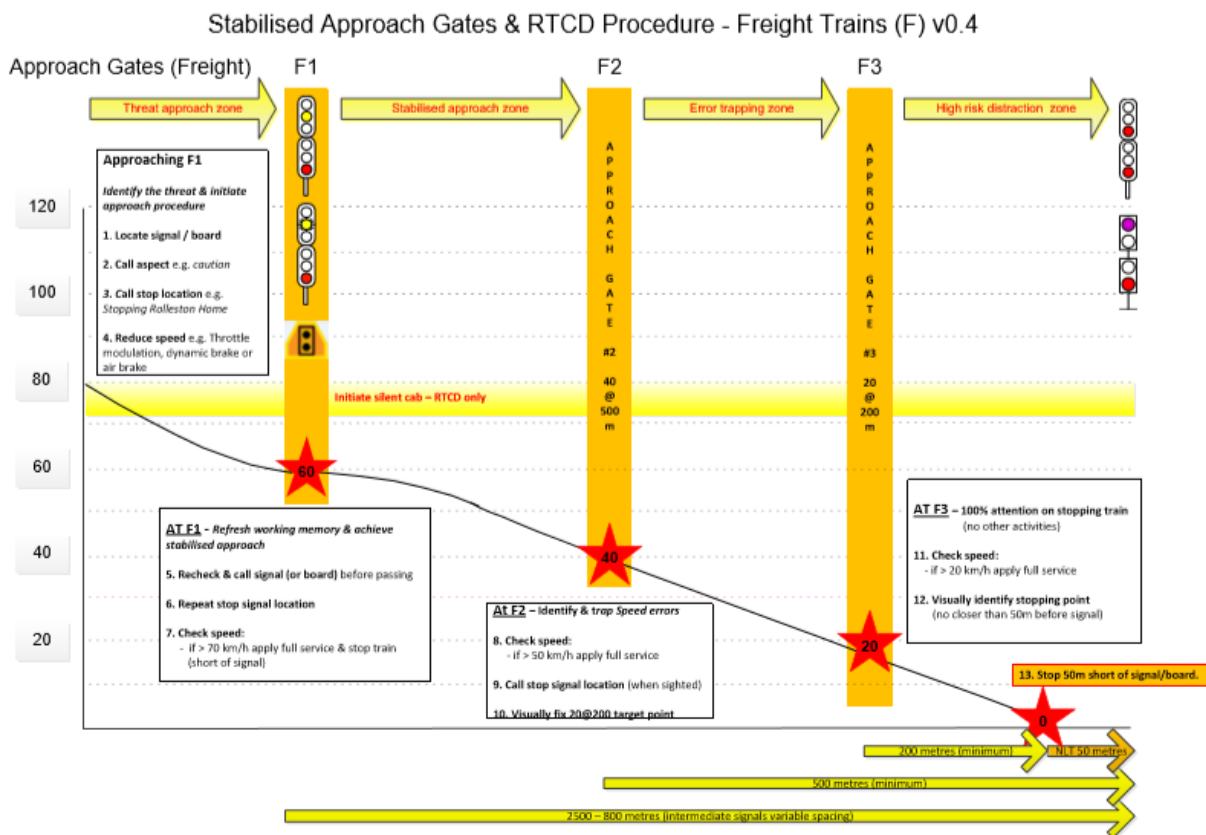 Stabilised Approach Gates & RTCD Procedure - Freight Trains (F) v0.4
Approach Gates (Freight)
F1
F2
F3
Threat approach zone
Stabilised approach zone
Error trapping zone
High risk distraction zone
Approaching F1
Identify the threat & initiate
approach procedure
1. Locate signal / board
2. Call aspect e.g. caution
3. Call stop location e.g.
Stopping Rolleston Home
4. Reduce speed e.g. Throttle
modulation, dynamic brake or
air brake
120
100
80
60
40
20
APPROACH GATE
#2
40
@
500
m
APPROACH GATE
#3
20
@
200
m
Initiate silent cab – RTCD only
60
40
20
0
AT F1 - Refresh working memory & achieve
stabilised approach
5. Recheck & call signal (or board) before passing
6. Repeat stop signal location
7. Check speed:
- if > 70 km/h apply full service & stop train
(short of signal)
At F2 – Identify & trap Speed errors
8. Check speed:
- if > 50 km/h apply full service
9. Call stop signal location (when sighted)
10. Visually fix 20@200 target point
AT F3 – 100% attention on stopping train
(no other activities)
11. Check speed:
- if > 20 km/h apply full service
12. Visually identify stopping point
(no closer than 50m before signal)
13. Stop 50m short of signal/board.
200 metres (minimum)
NLT 50 metres
500 metres (minimum)
2500 – 800 metres (intermediate signals variable spacing)